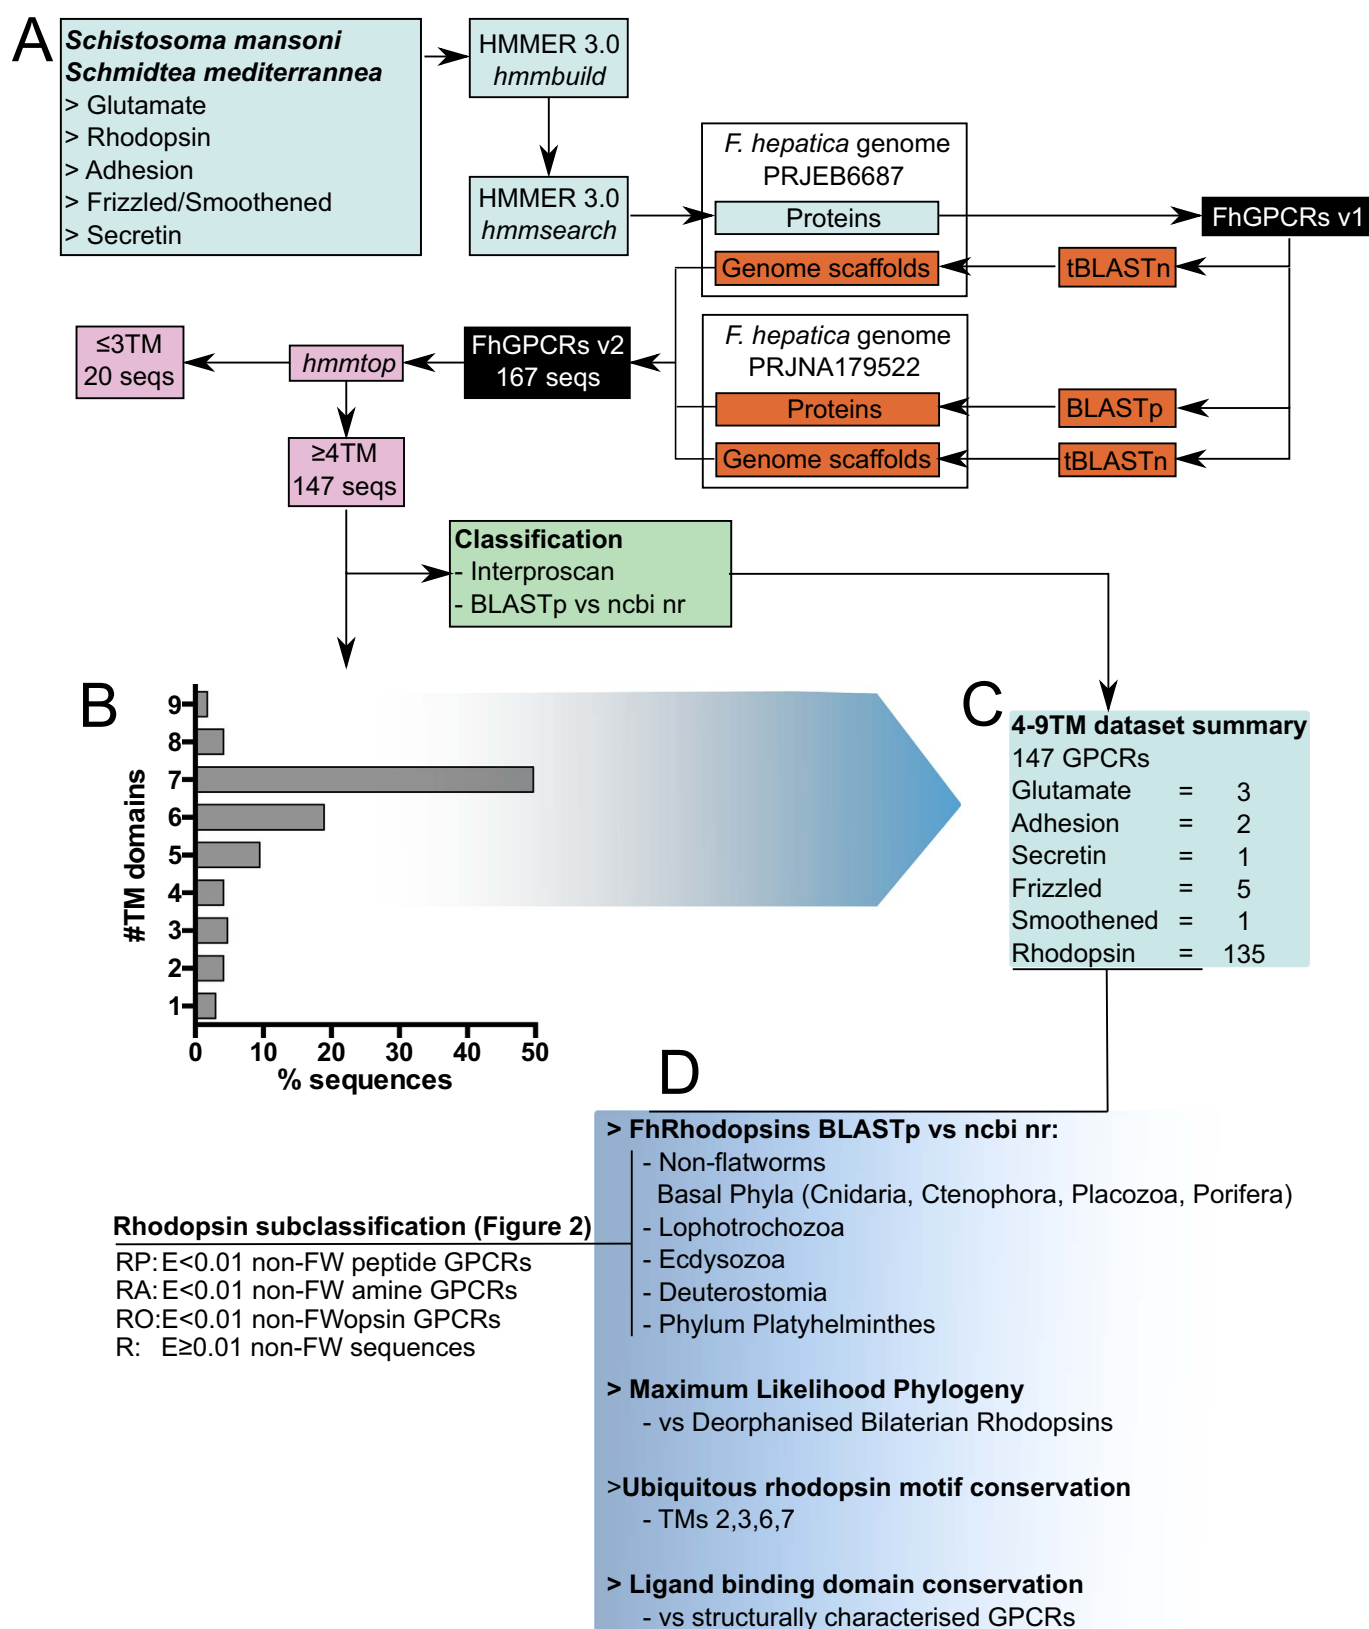 A
Schistosoma mansoni
Schmidtea mediterrannea
> Glutamate
> Rhodopsin
> Adhesion
> Frizzled/Smoothened
> Secretin
HMMER 3.0
hmmbuild
HMMER 3.0
hmmsearch
F. hepatica genome
PRJEB6687
Proteins
Genome scaffolds
FhGPCRs v1
tBLASTn
F. hepatica genome
PRJNA179522
Proteins
Genome scaffolds
BLASTp
tBLASTn
FhGPCRs v2
167 seqs
hmmtop
≤3TM
20 seqs
≥4TM
147 seqs
Classification
- Interproscan
- BLASTp vs ncbi nr
B
#TM domains
9
8
7
6
5
4
3
2
1
0 10 20 30 40 50
% sequences
C
4-9TM dataset summary
147 GPCRs
Glutamate = 3
Adhesion = 2
Secretin = 1
Frizzled = 5
Smoothened = 1
Rhodopsin = 135
D
> FhRhodopsins BLASTp vs ncbi nr:
- Non-flatworms
Basal Phyla (Cnidaria, Ctenophora, Placozoa, Porifera)
- Lophotrochozoa
- Ecdysozoa
- Deuterostomia
- Phylum Platyhelminthes
Rhodopsin subclassification (Figure 2)
RP: E<0.01 non-FW peptide GPCRs
RA: E<0.01 non-FW amine GPCRs
RO: E<0.01 non-FWopsin GPCRs
R: E≥0.01 non-FW sequences
> Maximum Likelihood Phylogeny
- vs Deorphanised Bilaterian Rhodopsins
>Ubiquitous rhodopsin motif conservation
- TMs 2,3,6,7
> Ligand binding domain conservation
- vs structurally characterised GPCRs